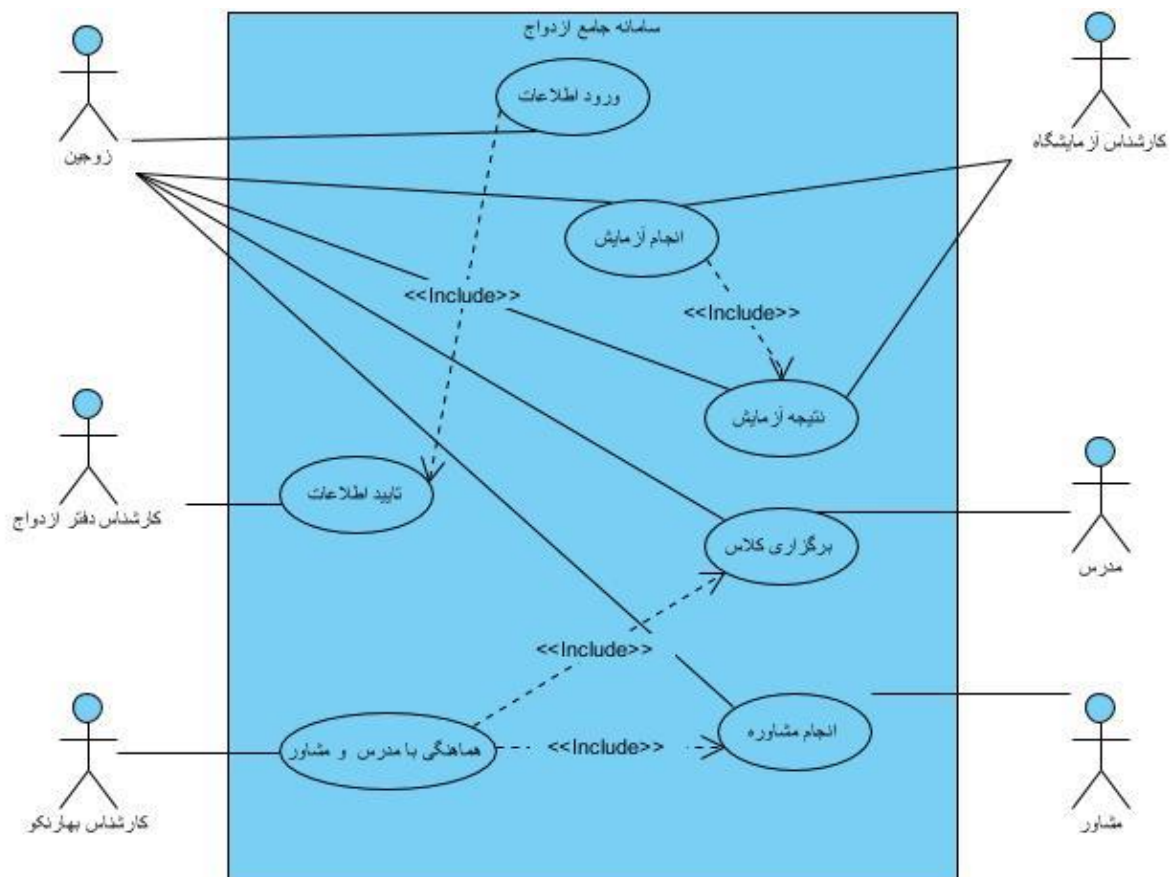 سامانه جامع ازدواج
ورود اطلاعات
زوجین
کارشناس آزمایشگاه
انجام آزمایش
<<Include>>
<<Include>>
نتیجه آزمایش
تایید اطلاعات
کارشناس دفتر ازدواج
برگزاری کلاس
مدرس
<<Include>>
انجام مشاوره
هماهنگی با مدرس و مشاور
<<Include>>
کارشناس بهارنکو
مشاور